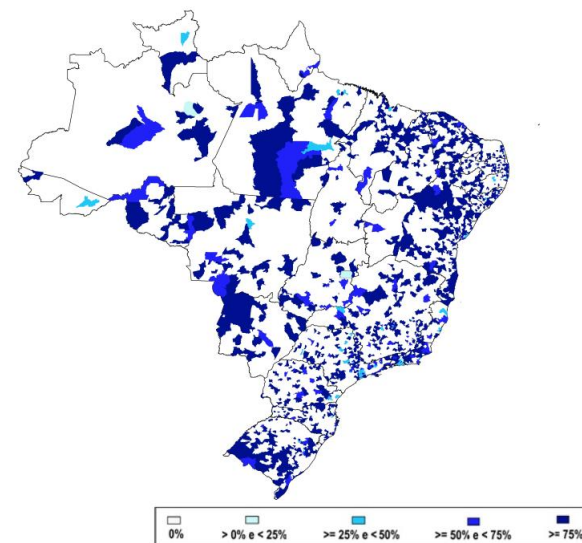 0%
> 0% e < 25%
>= 25% e < 50%
>= 50% e < 75%
>= 75%